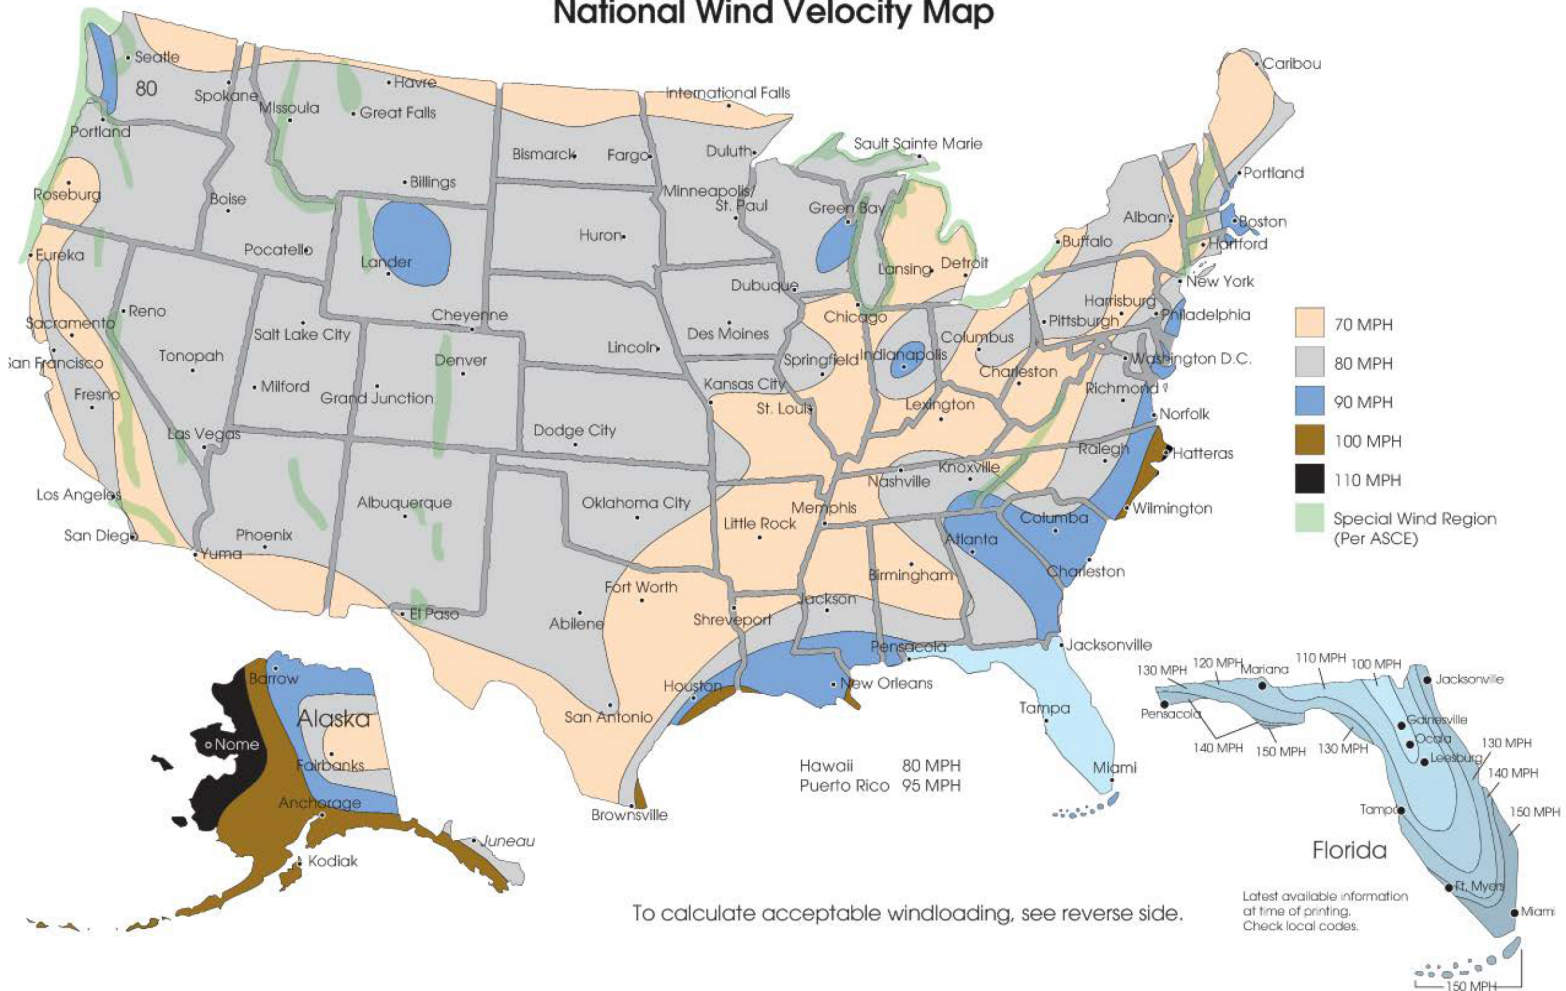 National Wind Velocity Map
Seatle
80
Spokane
Missoula
Havre
Great Falls
International Falls
Caribou
Portland
Bismarck
Fargo
Duluth
Sault Sainte Marie
Roseburg
Boise
Billings
Minneapolis/
St. Paul
Green Bay
Portland
Albany
Boston
Buffalo
Hartford
Eureka
Pocatello
Lander
Huron
Lansing
Detroit
Dubuque
New York
Reno
Sacramento
Salt Lake City
Cheyenne
Des Moines
Chicago
Harrisburg
Pittsburgh
Philadelphia
San Francisco
Tonopah
Denver
Lincoln
Springfield
Indianapolis
Columbus
Washington D.C.
Fresno
Milford
Grand Junction
Kansas City
St. Louis
Charleston
Richmond
Lexington
Norfolk
Las Vegas
Dodge City
Knoxville
Ralegh
Hatteras
Nashville
Los Angeles
Albuquerque
Oklahoma City
Memphis
Little Rock
Columba
Wilmington
San Diego
Phoenix
Yuma
Atlanta
Birmingham
Charleston
Fort Worth
El Paso
Abilene
Shreveport
Jackson
Pensacola
Jacksonville
Houston
New Orleans
San Antonio
Tampa
Miami
Brownsville
70 MPH
80 MPH
90 MPH
100 MPH
110 MPH
Special Wind Region
(Per ASCE)
Barrow
Alaska
Nome
Fairbanks
Anchorage
Juneau
Kodiak
Hawaii 80 MPH
Puerto Rico 95 MPH
To calculate acceptable windloading, see reverse side.
130 MPH
120 MPH
Mariana
110 MPH
100 MPH
Jacksonville
Pensacola
140 MPH
150 MPH
130 MPH
Gainesville
Ocala
Leesburg
130 MPH
140 MPH
150 MPH
Tampa
Florida
Ft. Myers
Miami
Latest available information
at time of printing.
Check local codes.
150 MPH